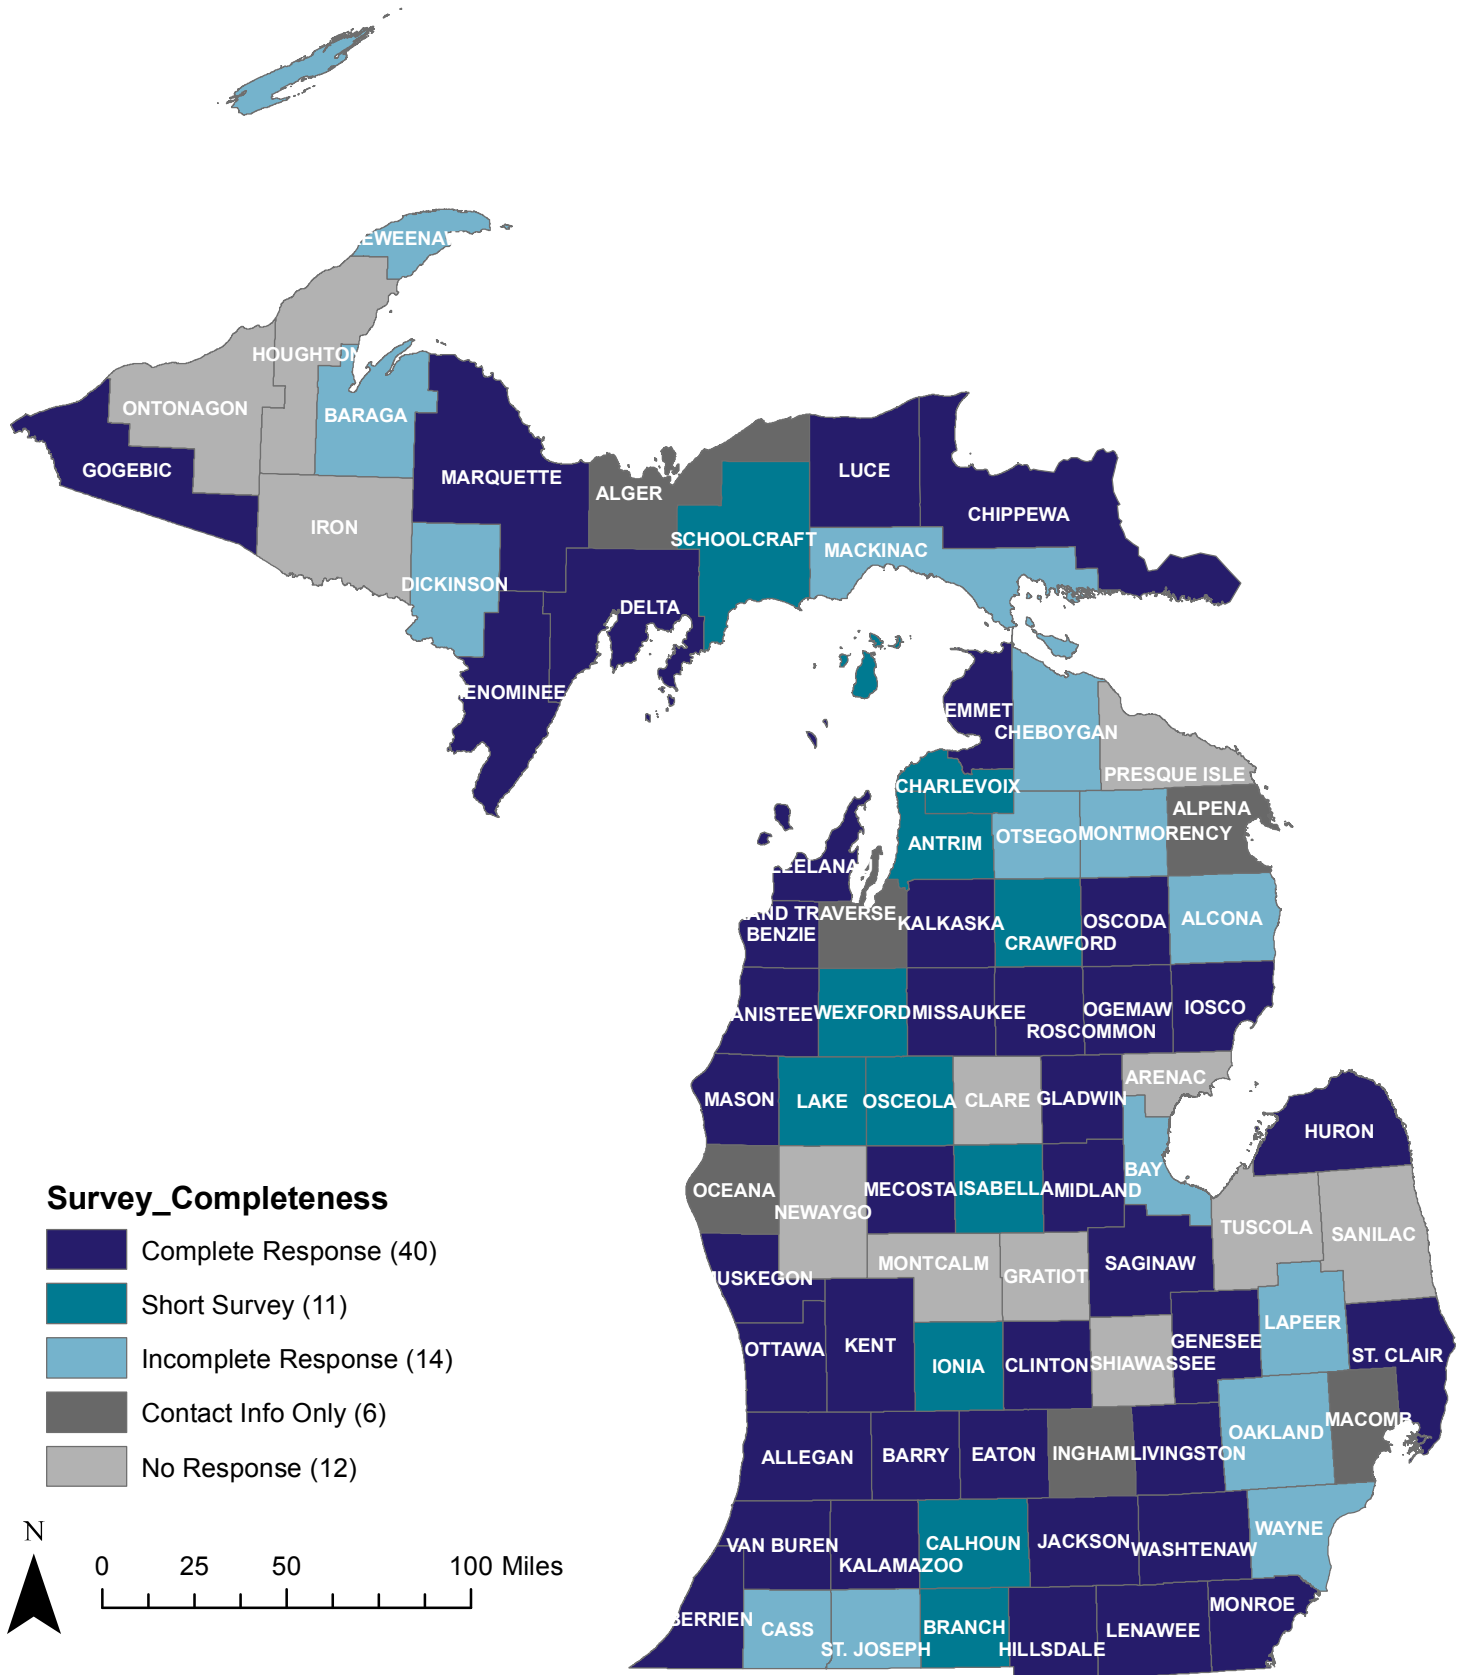 EWEENA
HOUGHTON
ONTONAGON
BARAGA
GOGEBIC
MARQUETTE
LUCE
ALGER
CHIPPEWA
IRON
SCHOOLCRAFT
MACKINAC
DICKINSON
DELTA
ENOMINEE
EMMET
CHEBOYGAN
PRESQUE ISLE
CHARLEVOIX
ALPENA
OTSEGO
MONTMORENCY
ANTRIM
LEELANAU
AND TRAVERSE
BENZIE
KALKASKA
CRAWFORD
OSCODA
ALCONA
ANISTEE
WEXFORD
MISSAUKEE
ROSCOMMON
OGEMAW
IOSCO
ARENAC
MASON
LAKE
OSCEOLA
CLARE
GLADWIN
HURON
BAY
OCEANA
NEWAYGO
MECOSTA
ISABELLA
MIDLAND
TUSCOLA
SANILAC
MONTCALM
GRATIOT
SAGINAW
USKEGON
LAPEER
OTTAWA
KENT
IONIA
CLINTON
SHIAWASSEE
GENESEE
ST. CLAIR
MACOMB
OAKLAND
ALLEGAN
BARRY
EATON
INGHAM
LIVINGSTON
VAN BUREN
KALAMAZOO
CALHOUN
JACKSON
WASHTENAW
WAYNE
BERRIEN
CASS
ST. JOSEPH
BRANCH
HILLSDALE
LENAWEE
MONROE
Survey_Completeness
Complete Response (40)
Short Survey (11)
Incomplete Response (14)
Contact Info Only (6)
No Response (12)
N
0 25 50 100 Miles